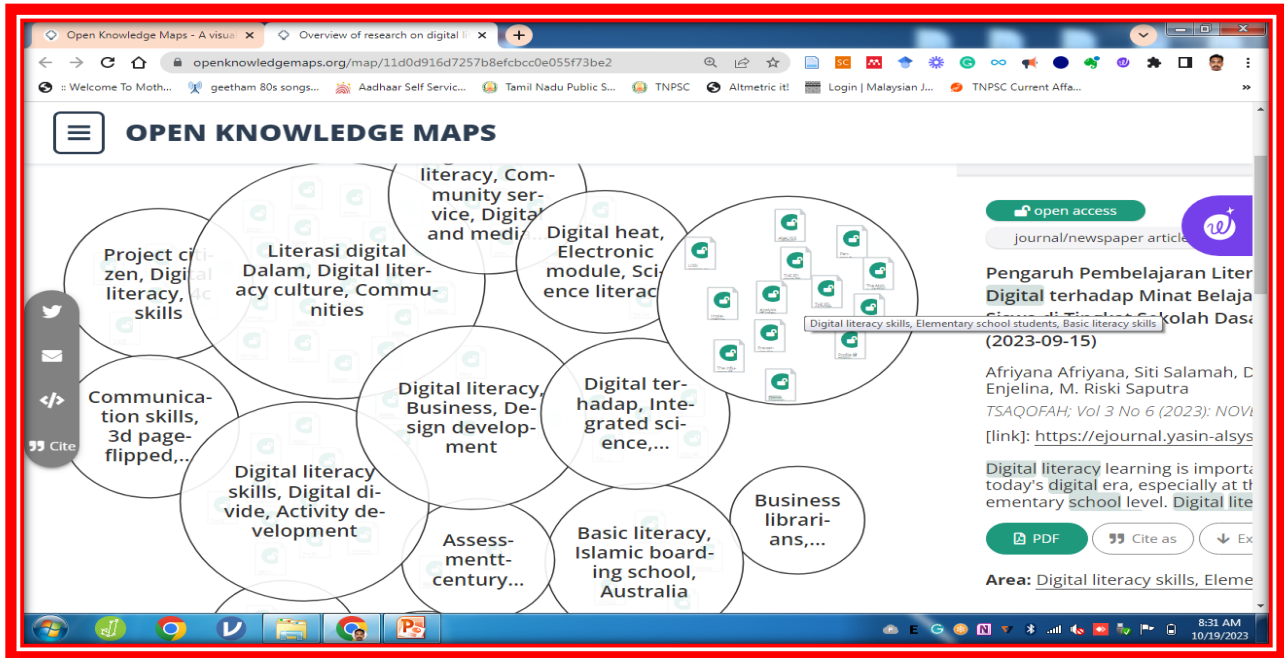 Open Knowledge Maps - A visua
Overview of research on digital li
openknowledgemaps.org/map/11d0d916d7257b8efcbcc0e055f73be2
:: Welcome To Moth...
geetham 80s songs...
Aadhaar Self Servic...
Tamil Nadu Public S...
TNPSC
Altmetric it!
Login | Malaysian J...
TNPSC Current Affa...
»
OPEN KNOWLEDGE MAPS
literacy, Com-
munity ser-
vice, Digital
and media
Project citi-
zen, Digital
literacy, 4c
skills
Literasi digital
Dalam, Digital liter-
acy culture, Commu-
nities
Digital heat,
Electronic
module, Sci-
ence literac
Digital literacy skills, Elementary school students, Basic literacy skills
Communica-
tion skills,
3d page-
flipped,...
Digital literacy,
Business, De-
sign develop-
ment
Digital ter-
hadap, Inte-
grated sci-
ence,...
Digital literacy
skills, Digital di-
vide, Activity de-
velopment
Assess-
mentt-
century...
Basic literacy,
Islamic board-
ing school,
Australia
Business
librari-
ans,...
</>
Cite
open access
journal/newspaper article
Pengaruh Pembelajaran Liter
Digital terhadap Minat Belaja
Siswa di Tingkat Sekolah Dasa
(2023-09-15)
Afriyana Afriyana, Siti Salamah, D
Enjelina, M. Riski Saputra
TSAQOFAH; Vol 3 No 6 (2023): NOVE
[link]: https://ejournal.yasin-alsys
Digital literacy learning is importa
today's digital era, especially at th
ementary school level. Digital lite
PDF
Cite as
Ex
Area: Digital literacy skills, Eleme
8:31 AM
10/19/2023